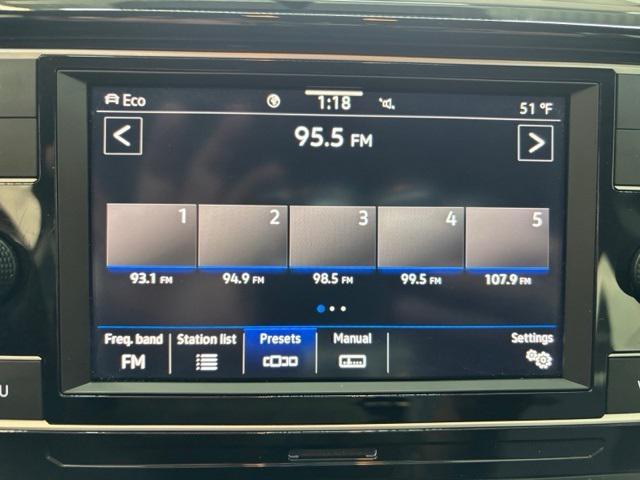 Eco 1:18 51 °F
95.5 FM
1 2 3 4 5
93.1 FM 94.9 FM 98.5 FM 99.5 FM 107.9 FM
Freq. band Station list Presets Manual Settings
FM